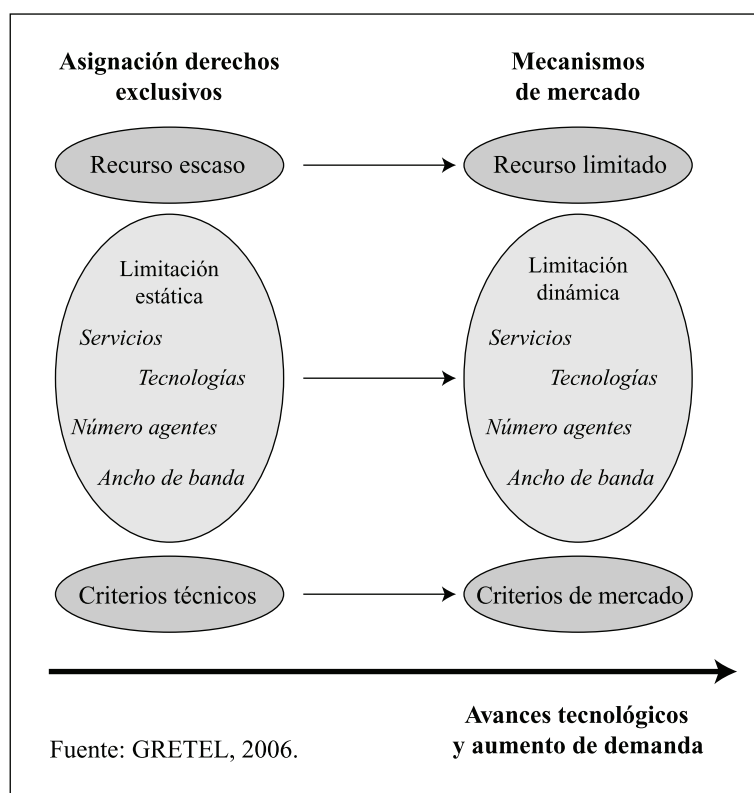 Asignación derechos
exclusivos
Mecanismos
de mercado
Recurso escaso
Recurso limitado
Limitación
estática
Servicios
Tecnologías
Número agentes
Ancho de banda
Limitación
dinámica
Servicios
Tecnologías
Número agentes
Ancho de banda
Criterios técnicos
Criterios de mercado
Avances tecnológicos
y aumento de demanda
Fuente: GRETEL, 2006.